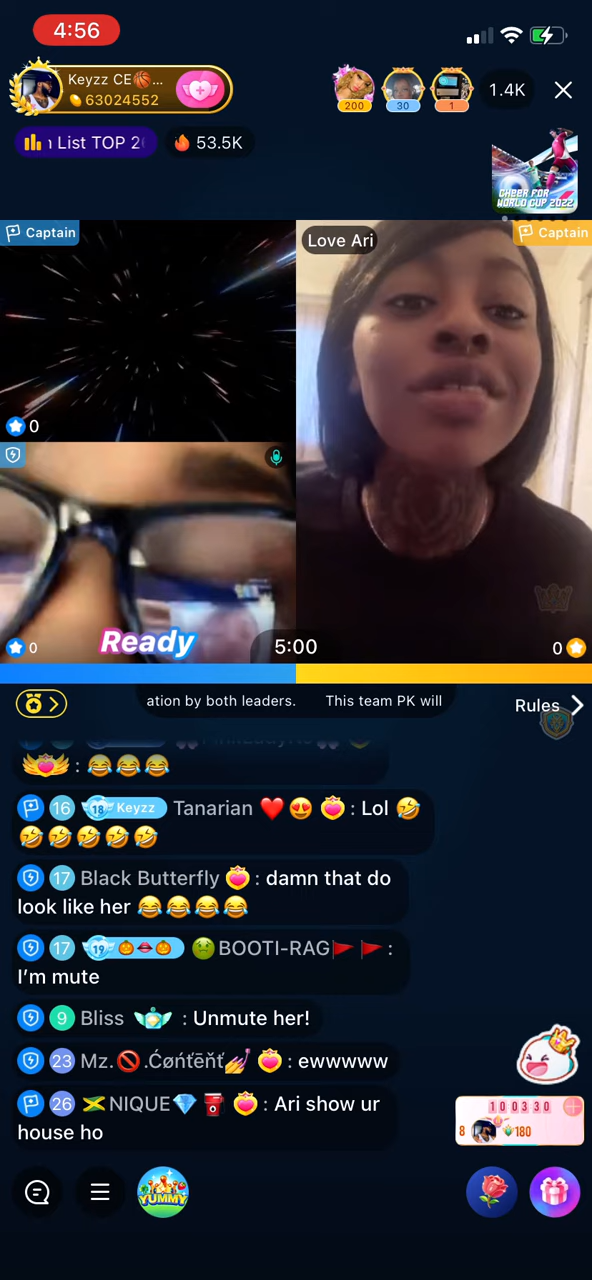 4:56
Keyzz CE🏀...
63024552
200
30
1
1.4K
List TOP 2
53.5K
CHEER FOR
WORLD CUP 2022
Captain
Love Ari
Captain
0
0
Ready
5:00
0
ation by both leaders. This team PK will
Rules
: 😂😂😂
16 18 Keyzz Tanarian ❤️😍 : Lol 🤣
🤣🤣🤣🤣🤣
17 Black Butterfly : damn that do
look like her 😂😂😂😂
17 19 🎃👄🎃 🤢BOOTI-RAG🚩🚩 :
I'm mute
9 Bliss : Unmute her!
23 Mz.🚫.Ćøńťēňť💅 : ewwwww
26 🇯🇲NIQUE💎 : Ari show ur
house ho
100330
8 180
YUMMY